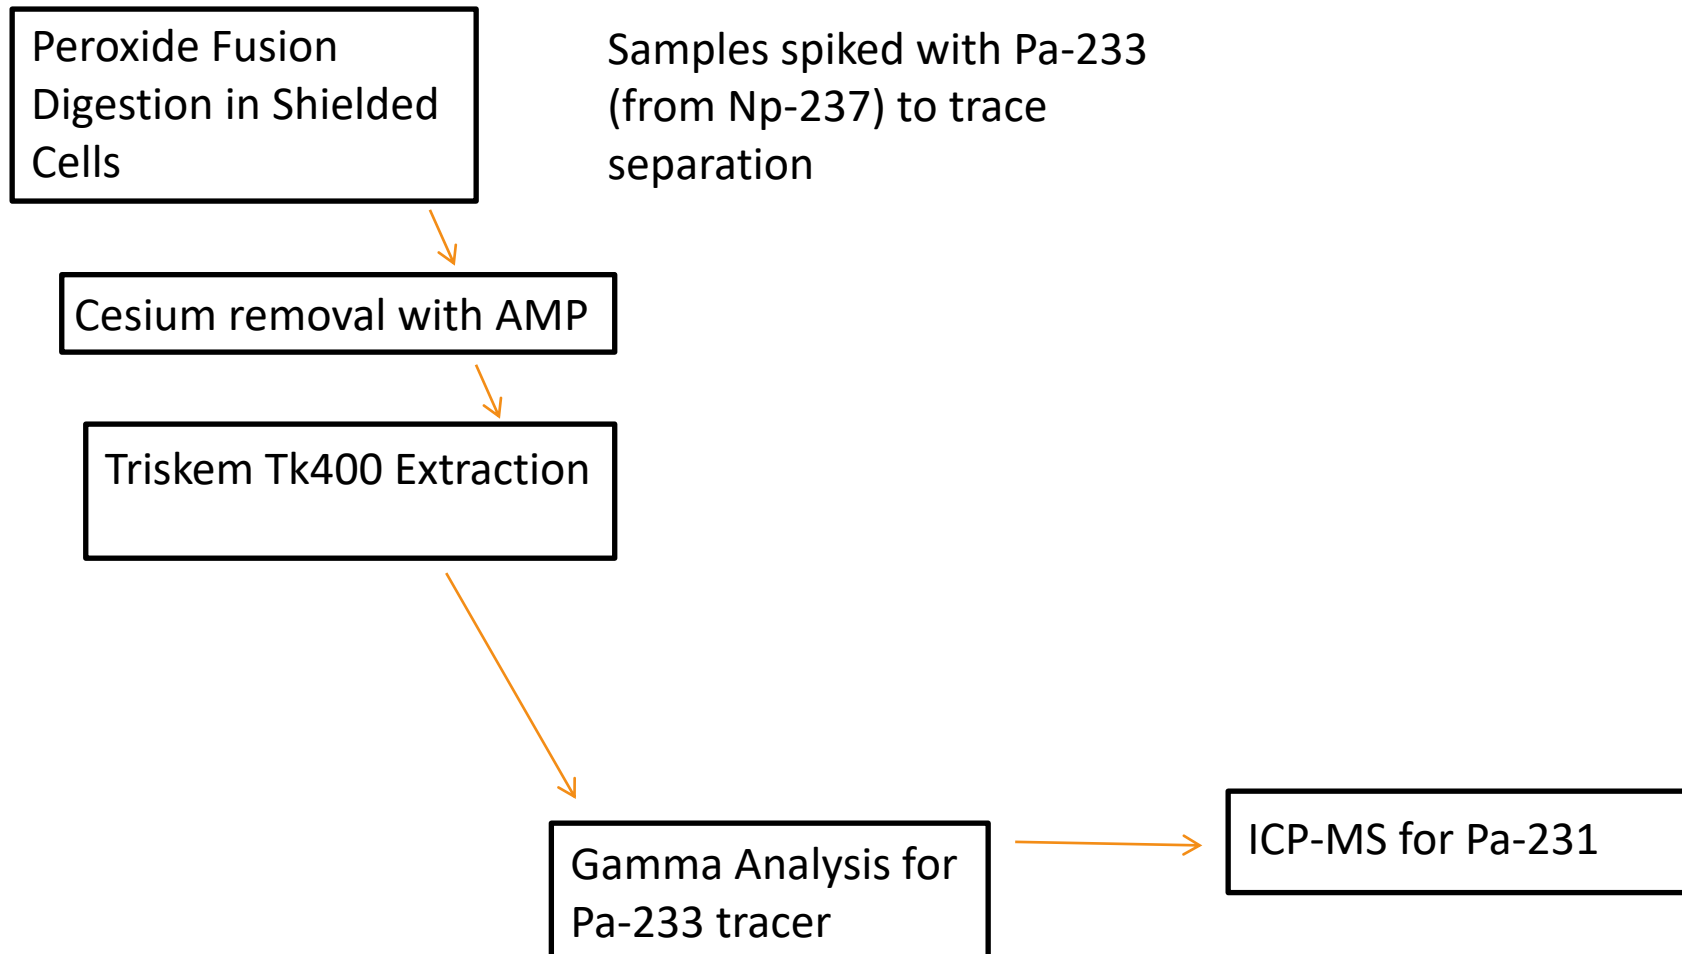 Peroxide Fusion
Digestion in Shielded
Cells
Samples spiked with Pa-233
(from Np-237) to trace
separation
Cesium removal with AMP
Triskem Tk400 Extraction
Gamma Analysis for
Pa-233 tracer
ICP-MS for Pa-231